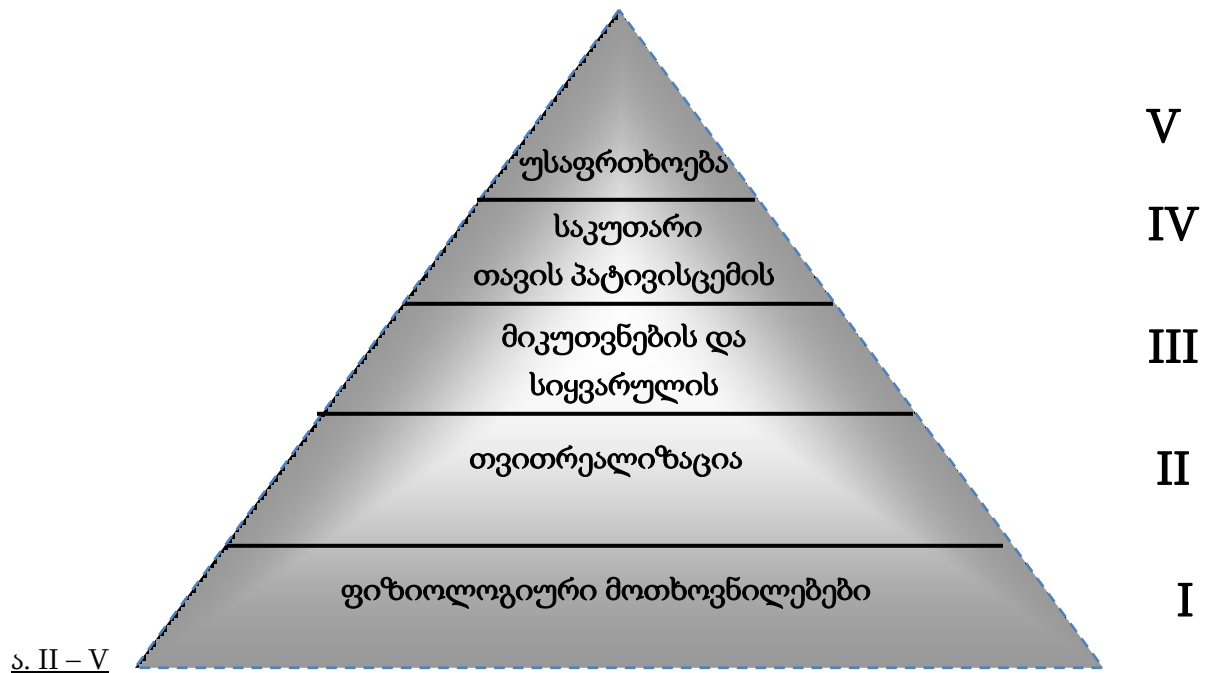 V
უსაფრთხოება
IV
საკუთარი
თავის პატივისცემის
III
მიკუთვნების და
სიყვარულის
II
თვითრეალიზაცია
I
ფიზიოლოგიური მოთხოვნილებები
ა. II – V